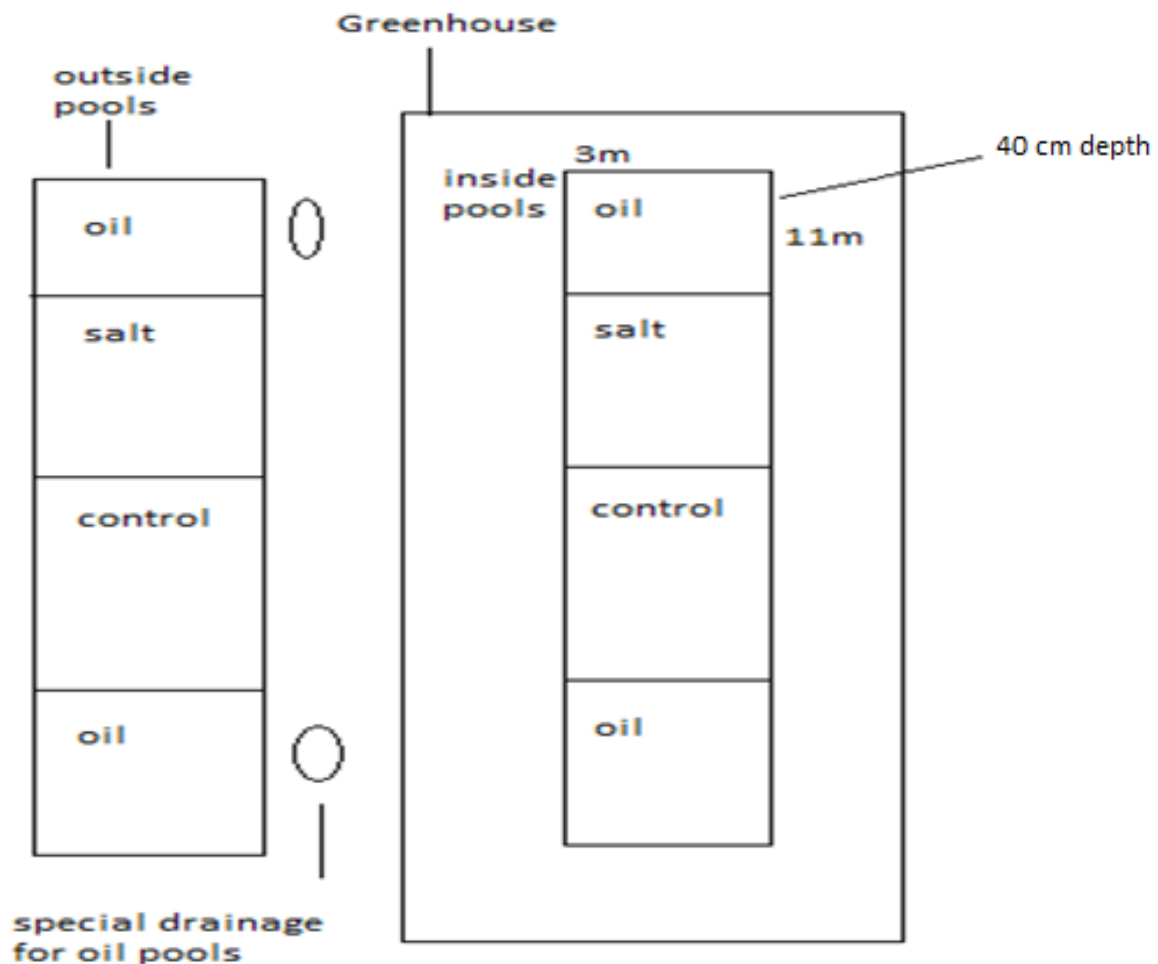 Greenhouse
outside
pools
40 cm depth
3m
inside
pools
oil
oil
11m
salt
salt
control
control
oil
oil
special drainage
for oil pools